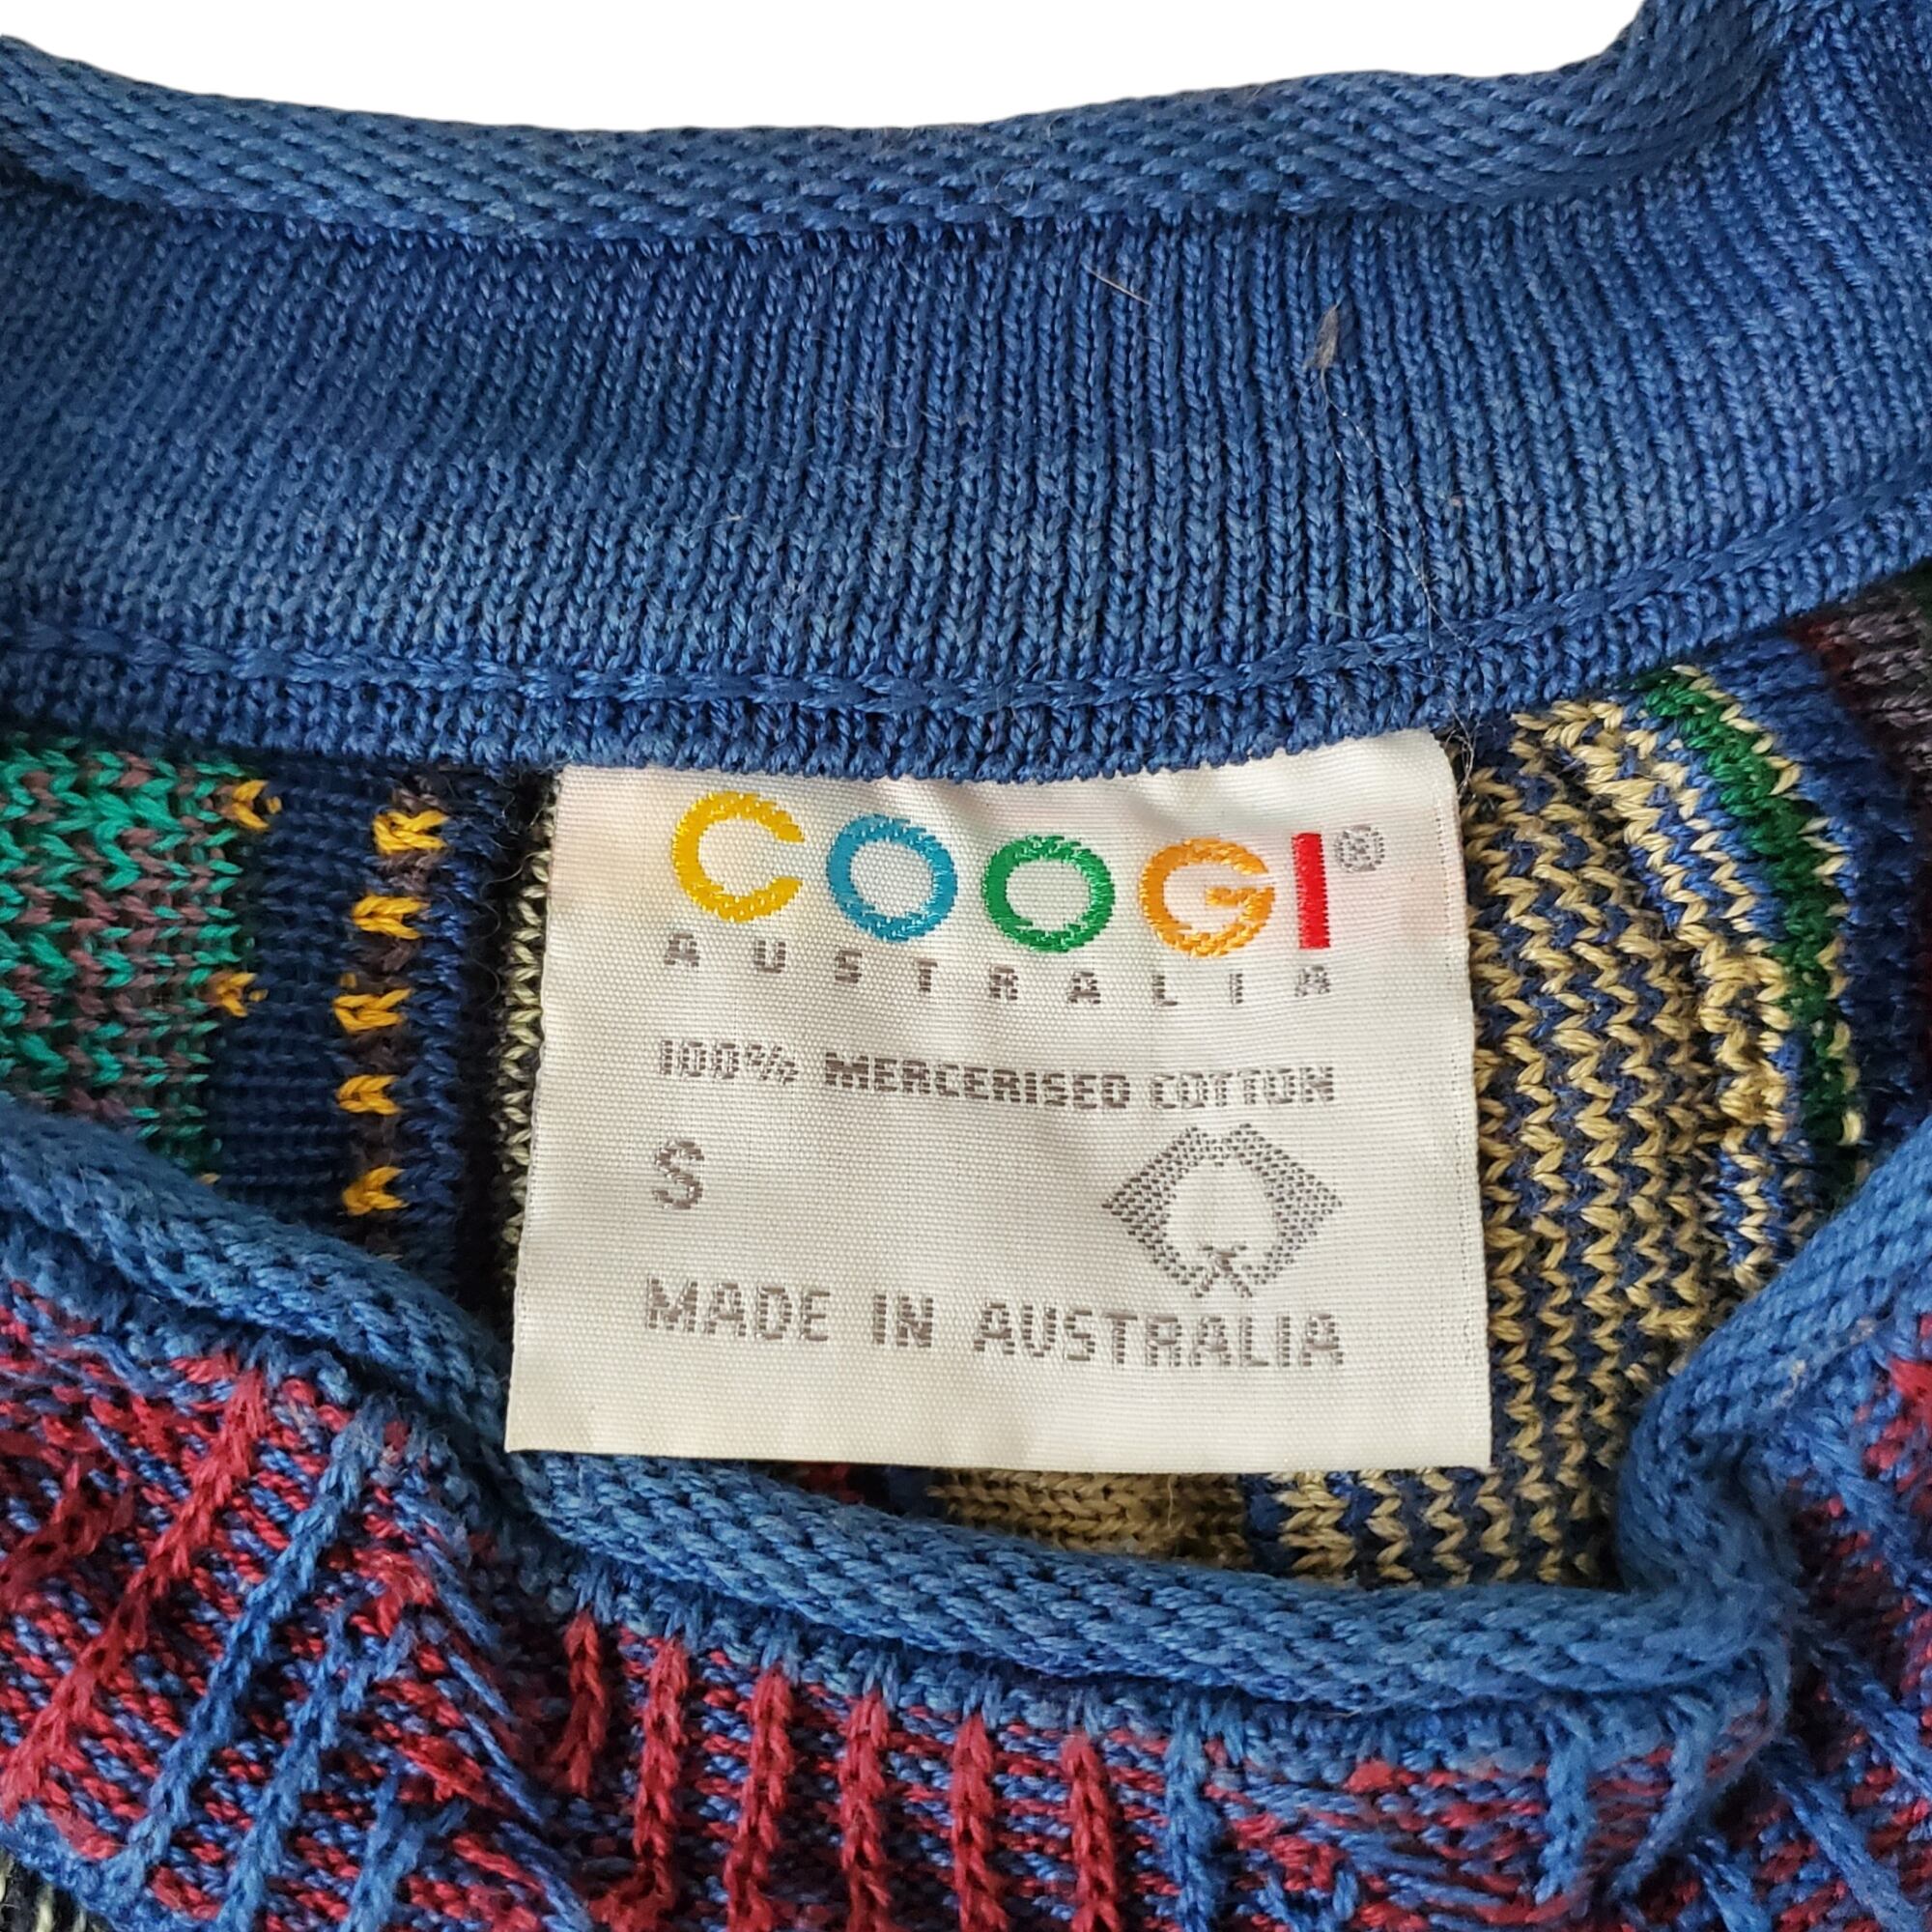 COOGI®
AUSTRALIA
100% MERCERISED COTTON
S
MADE IN AUSTRALIA